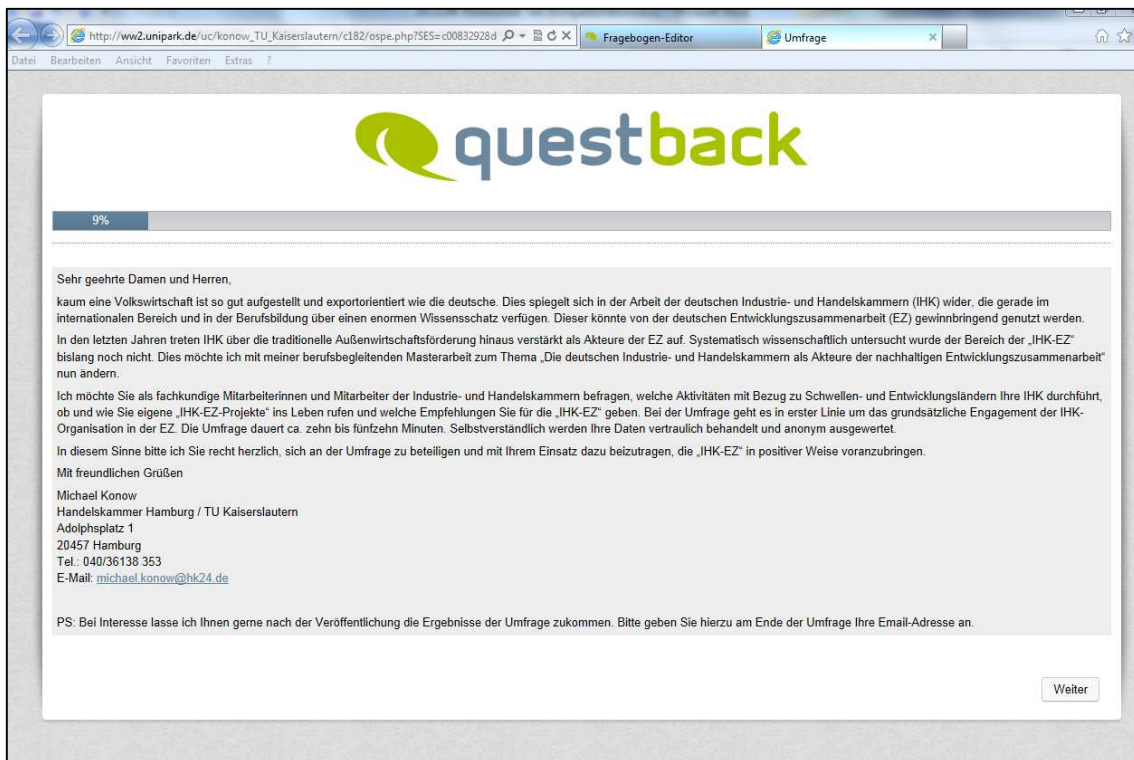 http://ww2.unipark.de/uc/konow_TU_Kaiserslautern/c182/ospe.php?SES=c00832928d
Fragebogen-Editor
Umfrage
Datei Bearbeiten Ansicht Favoriten Extras ?
questback
9%
Sehr geehrte Damen und Herren,
kaum eine Volkswirtschaft ist so gut aufgestellt und exportorientiert wie die deutsche. Dies spiegelt sich in der Arbeit der deutschen Industrie- und Handelskammern (IHK) wider, die gerade im
internationalen Bereich und in der Berufsbildung über einen enormen Wissensschatz verfügen. Dieser könnte von der deutschen Entwicklungszusammenarbeit (EZ) gewinnbringend genutzt werden.
In den letzten Jahren treten IHK über die traditionelle Außenwirtschaftsförderung hinaus verstärkt als Akteure der EZ auf. Systematisch wissenschaftlich untersucht wurde der Bereich der „IHK-EZ“
bislang noch nicht. Dies möchte ich mit meiner berufsbegleitenden Masterarbeit zum Thema „Die deutschen Industrie- und Handelskammern als Akteure der nachhaltigen Entwicklungszusammenarbeit“
nun ändern.
Ich möchte Sie als fachkundige Mitarbeiterinnen und Mitarbeiter der Industrie- und Handelskammern befragen, welche Aktivitäten mit Bezug zu Schwellen- und Entwicklungsländern Ihre IHK durchführt,
ob und wie Sie eigene „IHK-EZ-Projekte“ ins Leben rufen und welche Empfehlungen Sie für die „IHK-EZ“ geben. Bei der Umfrage geht es in erster Linie um das grundsätzliche Engagement der IHK-
Organisation in der EZ. Die Umfrage dauert ca. zehn bis fünfzehn Minuten. Selbstverständlich werden Ihre Daten vertraulich behandelt und anonym ausgewertet.
In diesem Sinne bitte ich Sie recht herzlich, sich an der Umfrage zu beteiligen und mit Ihrem Einsatz dazu beizutragen, die „IHK-EZ“ in positiver Weise voranzubringen.
Mit freundlichen Grüßen
Michael Konow
Handelskammer Hamburg / TU Kaiserslautern
Adolphsplatz 1
20457 Hamburg
Tel.: 040/36138 353
E-Mail: michael.konow@hk24.de
PS: Bei Interesse lasse ich Ihnen gerne nach der Veröffentlichung die Ergebnisse der Umfrage zukommen. Bitte geben Sie hierzu am Ende der Umfrage Ihre Email-Adresse an.
Weiter